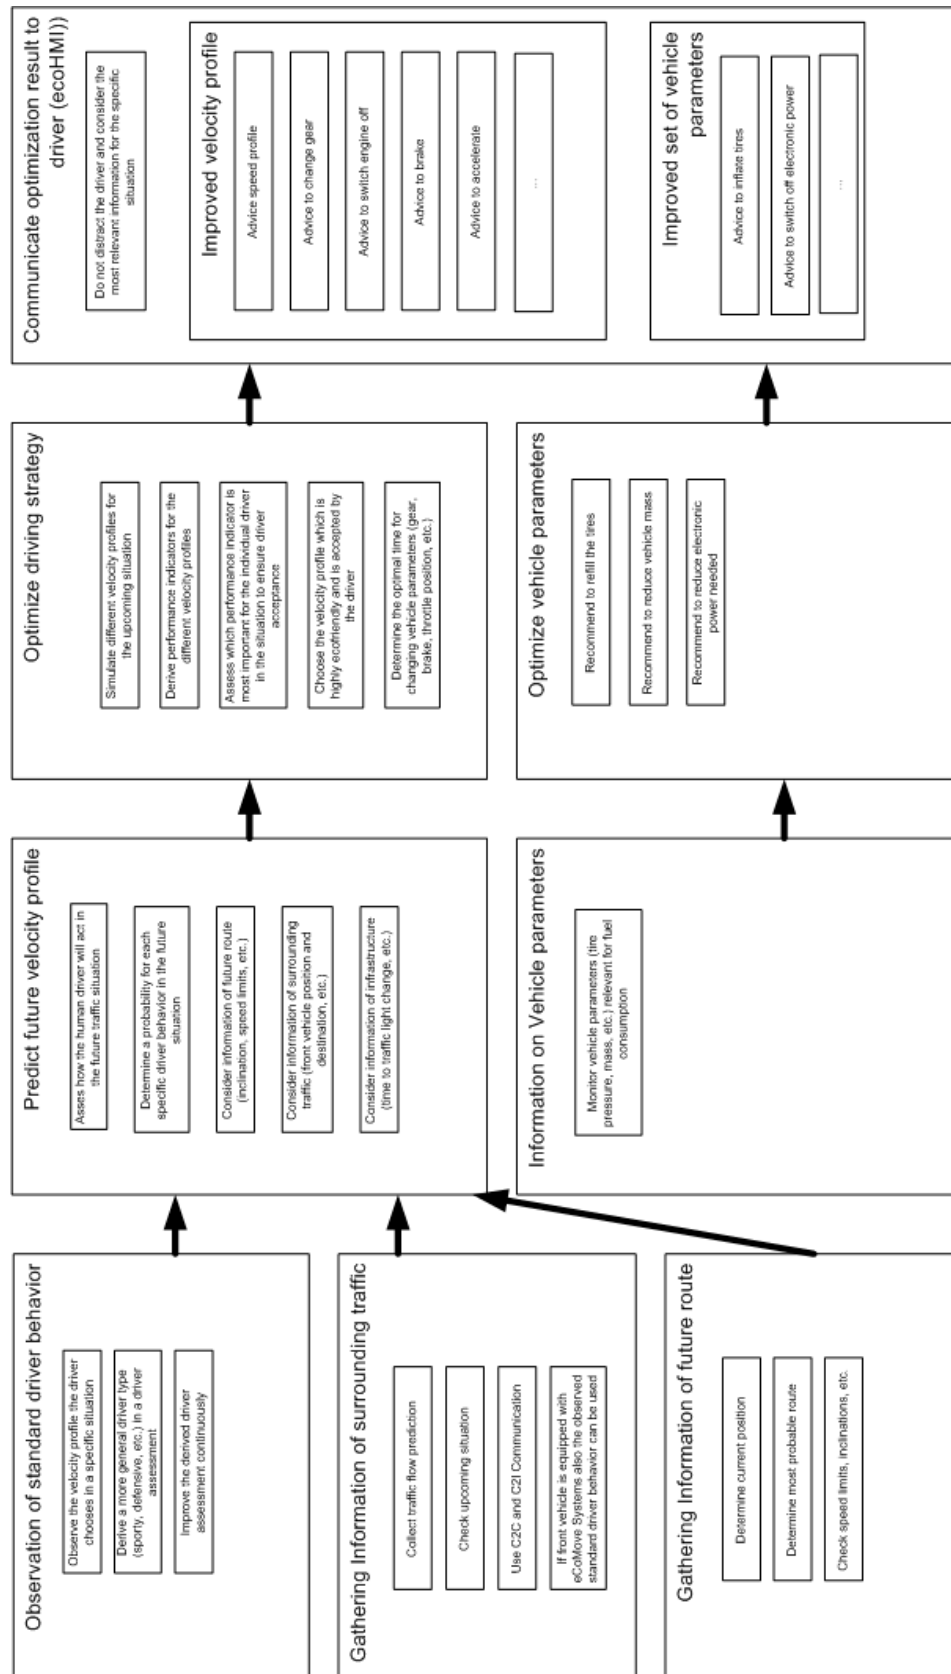 Observation of standard driver behavior
Observe the velocity profile the driver
chooses in a specific situation
Derive a more general driver type
(sporty, defensive, etc.) in a driver
assessment
Improve the derived driver
assessment continuously
Gathering Information of surrounding traffic
Collect traffic flow prediction
Check upcoming situation
Use C2C and C2I Communication
If front vehicle is equipped with
eCoMove Systems also the observed
standard driver behavior can be used
Gathering Information of future
route
Determine current position
Determine most probable route
Check speed limits, inclinations, etc.
Predict future velocity profile
Asses how the human driver will act in
the future traffic situation
Determine a probability for each
specific driver behavior in the future
situation
Consider information of future route
(inclination, speed limits, etc.)
Consider information of surrounding
traffic (front vehicle position and
destination, etc.)
Consider information of infrastructure
(time to traffic light change, etc.)
Information on Vehicle parameters
Monitor vehicle parameters (tire
pressure, mass, etc.) relevant for fuel
consumption
Optimize driving strategy
Simulate different velocity profiles for
the upcoming situation
Derive performance indicators for the
different velocity profiles
Assess which performance indicator is
most important for the individual driver
in the situation to ensure driver
acceptance
Choose the velocity profile which is
highly ecofriendly and is accepted by
the driver
Determine the optimal time for
changing vehicle parameters (gear,
brake, throttle position, etc.)
Optimize vehicle parameters
Recommend to refill the tires
Recommend to reduce vehicle mass
Recommend to reduce electronic
power needed
Communicate optimization result to
driver (ecoHMI))
Do not distract the driver and consider the
most relevant information for the specific
situation
Improved velocity profile
Advice speed profile
Advice to change gear
Advice to switch engine off
Advice to brake
Advice to accelerate
...
Improved set of vehicle
parameters
Advice to inflate tires
Advice to switch off electronic power
...